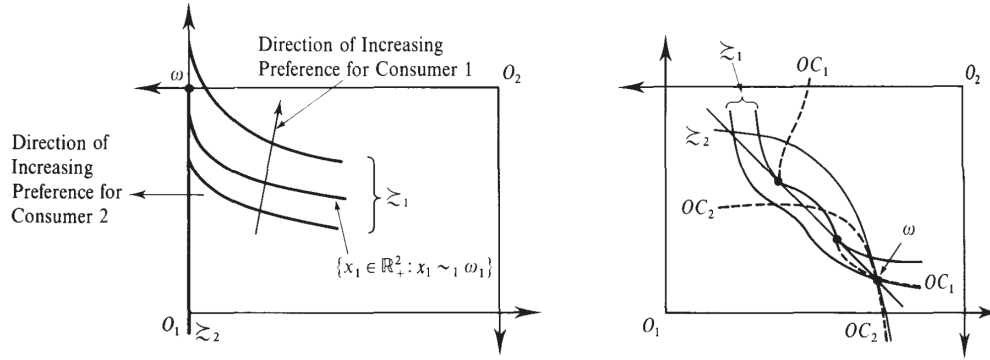 Direction of Increasing
Preference for Consumer 1
ω
O₂
Direction of
Increasing
Preference for
Consumer 2
≿₁
{x₁ ∈ ℝ²₊ : x₁ ~₁ ω₁}
O₁
≿₂
≿₁
OC₁
O₂
≿₂
OC₂
ω
OC₁
O₁
OC₂